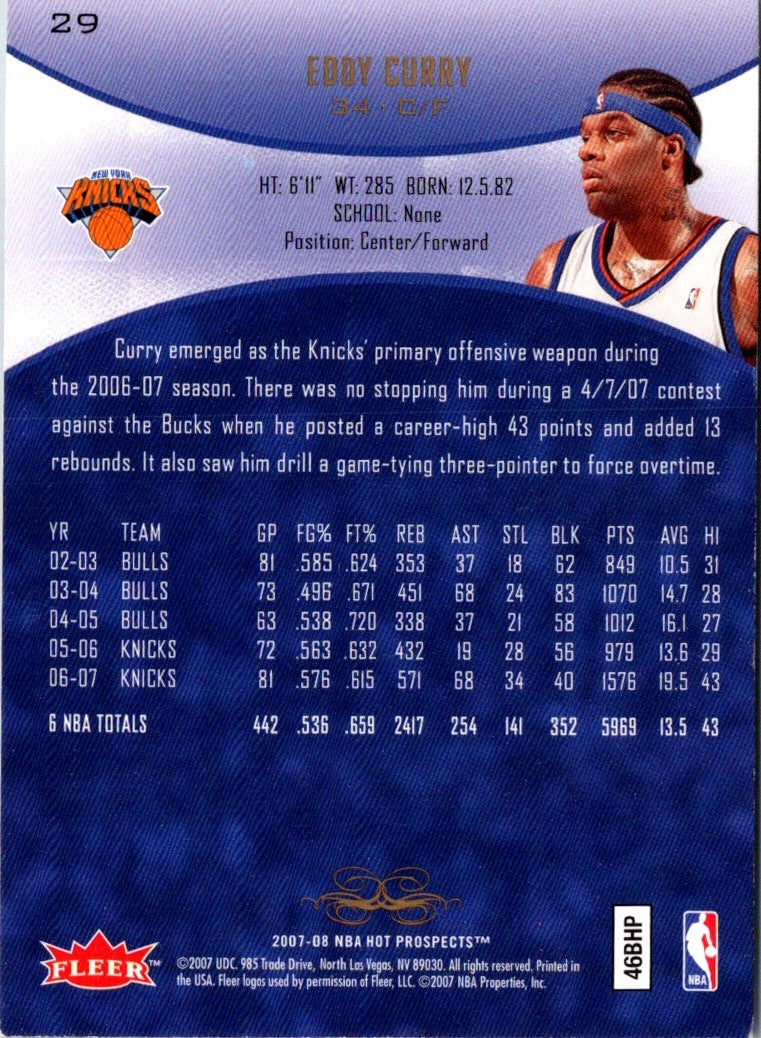 29
EDDY CURRY
34 · C/F
NEW YORK
KNICKS
HT: 6'11" WT: 285 BORN: 12.5.82
SCHOOL: None
Position: Center/Forward
Curry emerged as the Knicks' primary offensive weapon during
the 2006-07 season. There was no stopping him during a 4/7/07 contest
against the Bucks when he posted a career-high 43 points and added 13
rebounds. It also saw him drill a game-tying three-pointer to force overtime.
YR TEAM GP FG% FT% REB AST STL BLK PTS AVG HI
02-03 BULLS 81 .585 .624 353 37 18 62 849 10.5 31
03-04 BULLS 73 .496 .671 451 68 24 83 1070 14.7 28
04-05 BULLS 63 .538 .720 338 37 21 58 1012 16.1 27
05-06 KNICKS 72 .563 .632 432 19 28 56 979 13.6 29
06-07 KNICKS 81 .576 .615 571 68 34 40 1576 19.5 43
6 NBA TOTALS 442 .536 .659 2417 254 141 352 5969 13.5 43
2007-08 NBA HOT PROSPECTS™
FLEER™
©2007 UDC. 985 Trade Drive, North Las Vegas, NV 89030. All rights reserved. Printed in
the USA. Fleer logos used by permission of Fleer, LLC. ©2007 NBA Properties, Inc.
46BHP
NBA